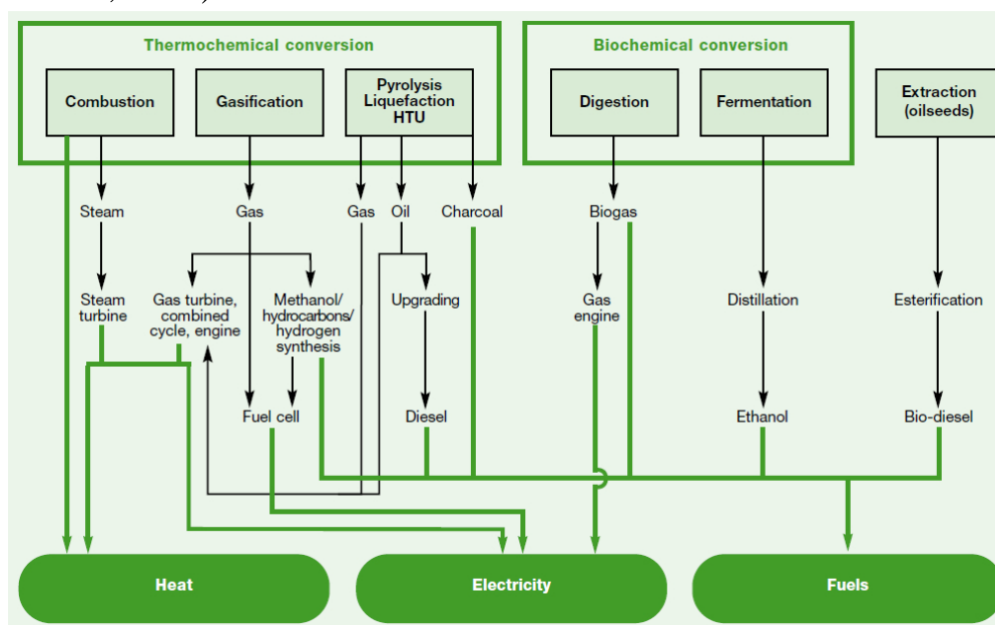 Thermochemical conversion
Biochemical conversion
Combustion
Gasification
Pyrolysis
Liquefaction
HTU
Digestion
Fermentation
Extraction
(oilseeds)
Steam
Gas
Gas
Oil
Charcoal
Biogas
Steam
turbine
Gas turbine,
combined
cycle, engine
Methanol/
hydrocarbons/
hydrogen
synthesis
Upgrading
Gas
engine
Distillation
Esterification
Fuel cell
Diesel
Ethanol
Bio-diesel
Heat
Electricity
Fuels